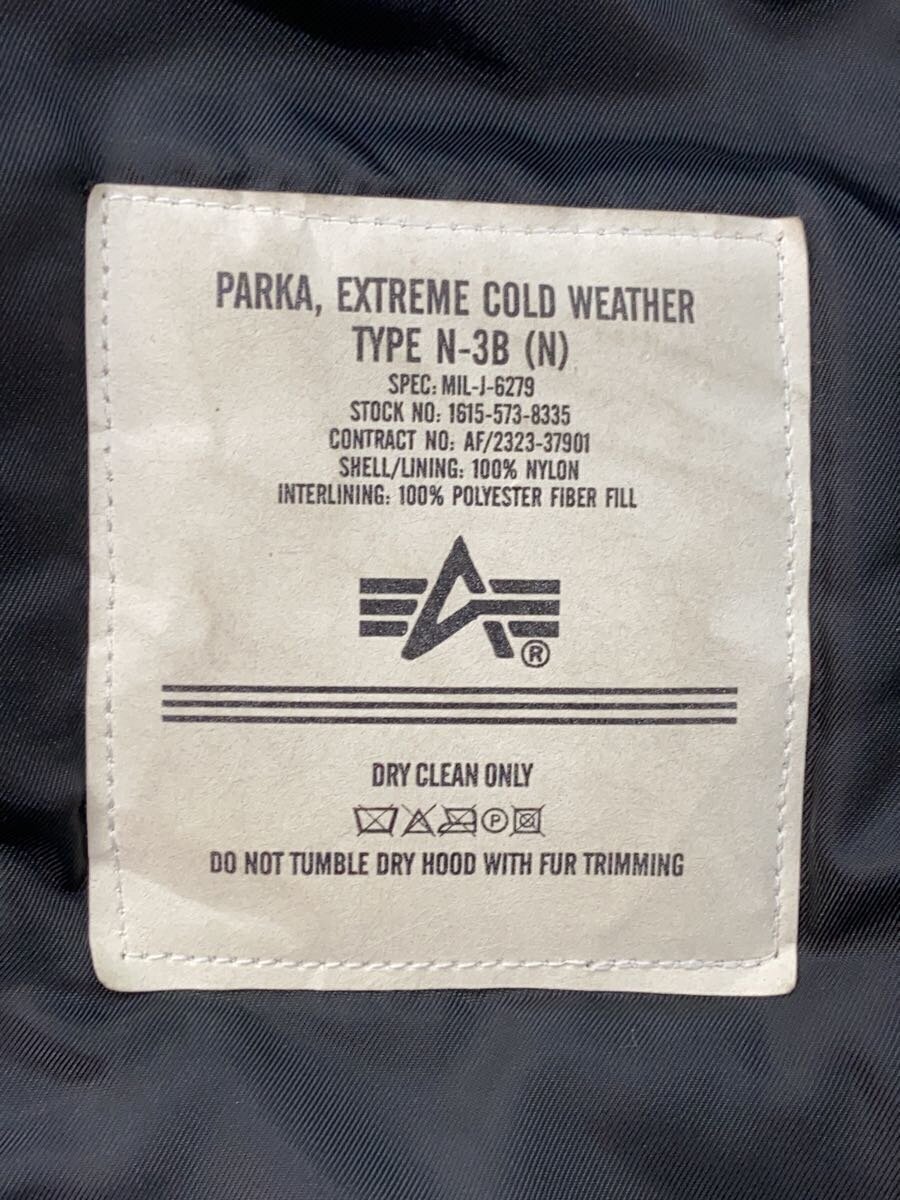 PARKA, EXTREME COLD WEATHER
TYPE N-3B (N)
SPEC: MIL-J-6279
STOCK NO: 1615-573-8335
CONTRACT NO: AF/2323-37901
SHELL/LINING: 100% NYLON
INTERLINING: 100% POLYESTER FIBER FILL
®
DRY CLEAN ONLY
P
DO NOT TUMBLE DRY HOOD WITH FUR TRIMMING